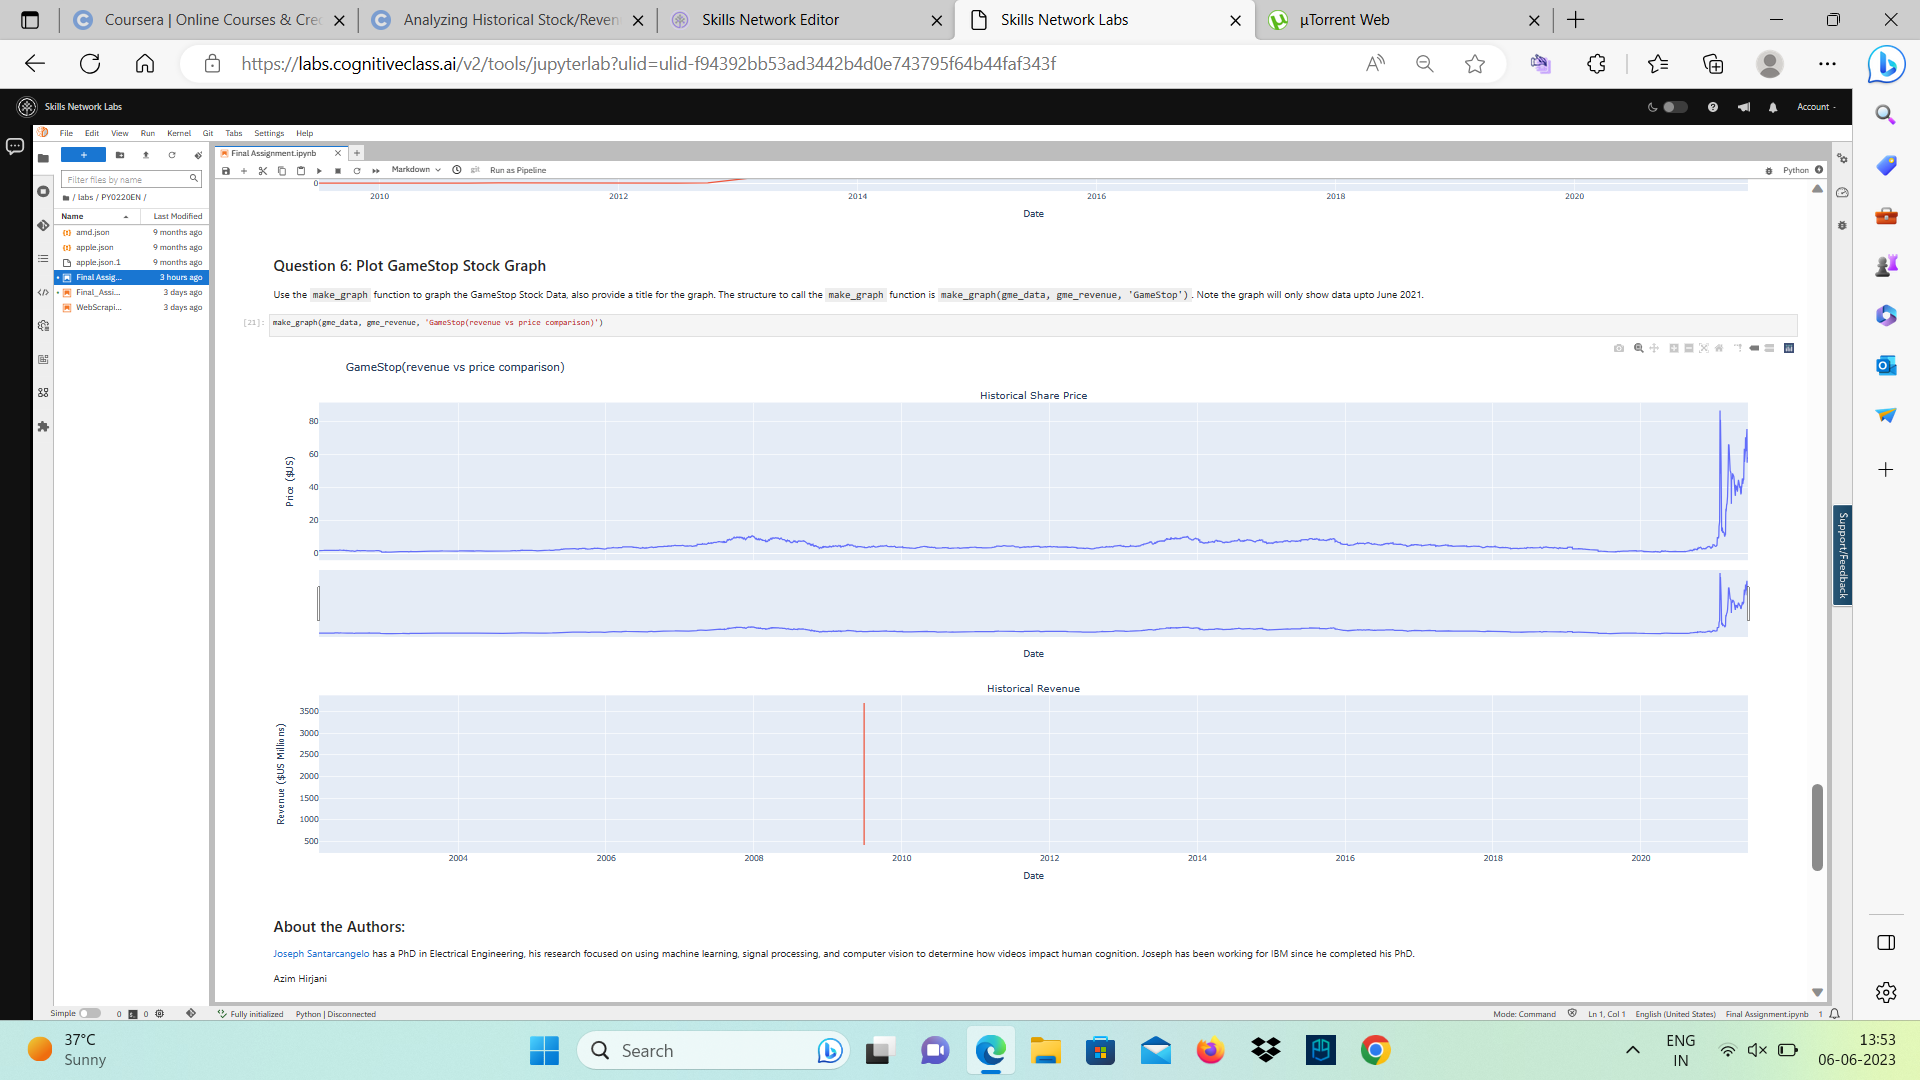 Coursera | Online Courses & Cre
Analyzing Historical Stock/Reven
Skills Network Editor
Skills Network Labs
µTorrent Web
https://labs.cognitiveclass.ai/v2/tools/jupyterlab?ulid=ulid-f94392bb53ad3442b4d0e743795f64b44faf343f
Skills Network Labs
Account
File Edit View Run Kernel Git Tabs Settings Help
Final Assignment.ipynb
Filter files by name
/ labs / PY0220EN /
Name Last Modified
amd.json 9 months ago
apple.json 9 months ago
apple.json.1 9 months ago
Final Assig... 3 hours ago
Final_Assi... 3 days ago
WebScrapi... 3 days ago
Markdown git Run as Pipeline Python
0
2010 2012 2014 2016 2018 2020
Date
Question 6: Plot GameStop Stock Graph
Use the make_graph function to graph the GameStop Stock Data, also provide a title for the graph. The structure to call the make_graph function is make_graph(gme_data, gme_revenue, 'GameStop') . Note the graph will only show data upto June 2021.
[21]: make_graph(gme_data, gme_revenue, 'GameStop(revenue vs price comparison)')
GameStop(revenue vs price comparison)
Historical Share Price
80
60
40
20
0
Price ($US)
Date
Historical Revenue
3500
3000
2500
2000
1500
1000
500
Revenue ($US Millions)
2004 2006 2008 2010 2012 2014 2016 2018 2020
Date
About the Authors:
Joseph Santarcangelo has a PhD in Electrical Engineering, his research focused on using machine learning, signal processing, and computer vision to determine how videos impact human cognition. Joseph has been working for IBM since he completed his PhD.
Azim Hirjani
Support/Feedback
Simple 0 0 Fully initialized Python | Disconnected
Mode: Command Ln 1, Col 1 English (United States) Final Assignment.ipynb 1
37°C
Sunny
Search
ENG
IN
13:53
06-06-2023